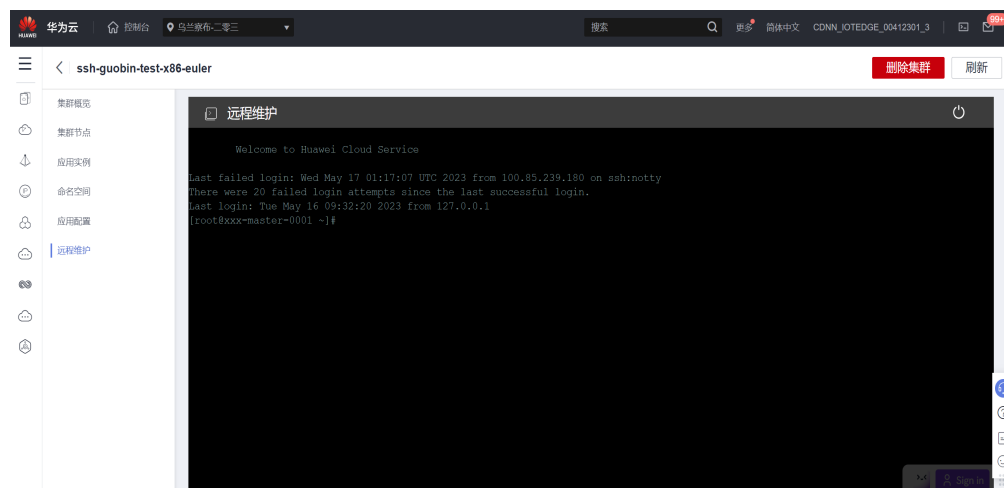 HUAWEI 华为云 控制台 乌兰察布-二零三 搜索 更多 简体中文 CDNN_IOTEDGE_00412301_3 99+
ssh-guobin-test-x86-euler 删除集群 刷新
集群概览
集群节点
应用实例
命名空间
应用配置
远程维护
远程维护
Welcome to Huawei Cloud Service
Last failed login: Wed May 17 01:17:07 UTC 2023 from 100.85.239.180 on ssh:notty
There were 20 failed login attempts since the last successful login.
Last login: Tue May 16 09:32:20 2023 from 127.0.0.1
[root@xxx-master-0001 ~]#
Sign in